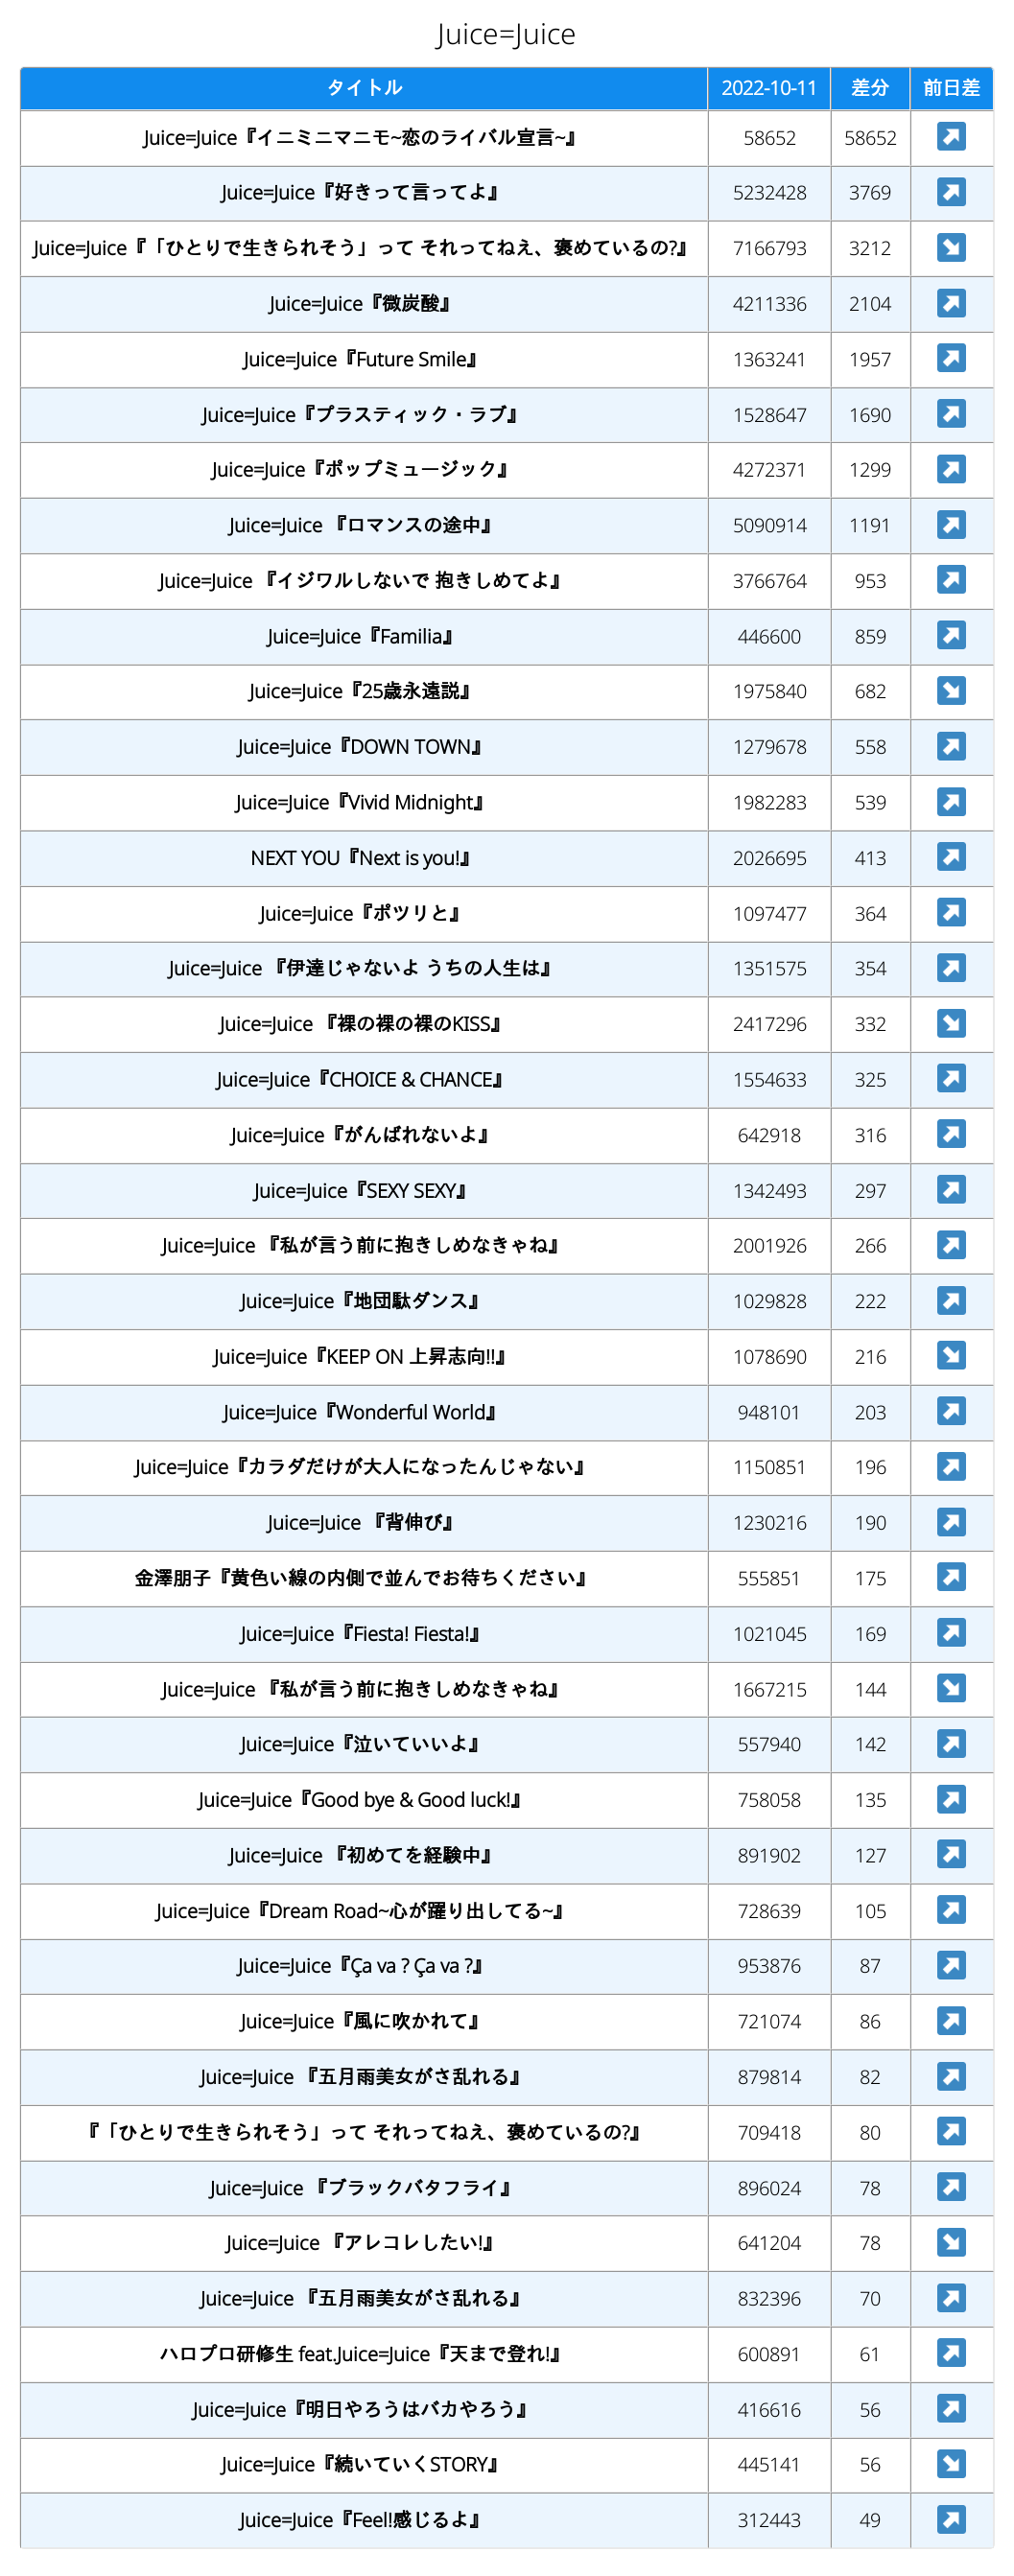 Juice=Juice
タイトル 2022-10-11 差分 前日差
Juice=Juice『イニミニマニモ~恋のライバル宣言~』 58652 58652 ↗
Juice=Juice『好きって言ってよ』 5232428 3769 ↗
Juice=Juice『「ひとりで生きられそう」って それってねえ、褒めているの?』 7166793 3212 ↘
Juice=Juice『微炭酸』 4211336 2104 ↗
Juice=Juice『Future Smile』 1363241 1957 ↗
Juice=Juice『プラスティック・ラブ』 1528647 1690 ↗
Juice=Juice『ポップミュージック』 4272371 1299 ↗
Juice=Juice 『ロマンスの途中』 5090914 1191 ↗
Juice=Juice 『イジワルしないで 抱きしめてよ』 3766764 953 ↗
Juice=Juice『Familia』 446600 859 ↗
Juice=Juice『25歳永遠説』 1975840 682 ↘
Juice=Juice『DOWN TOWN』 1279678 558 ↗
Juice=Juice『Vivid Midnight』 1982283 539 ↗
NEXT YOU『Next is you!』 2026695 413 ↗
Juice=Juice『ポツリと』 1097477 364 ↗
Juice=Juice 『伊達じゃないよ うちの人生は』 1351575 354 ↗
Juice=Juice 『裸の裸の裸のKISS』 2417296 332 ↘
Juice=Juice『CHOICE & CHANCE』 1554633 325 ↗
Juice=Juice『がんばれないよ』 642918 316 ↗
Juice=Juice『SEXY SEXY』 1342493 297 ↗
Juice=Juice 『私が言う前に抱きしめなきゃね』 2001926 266 ↗
Juice=Juice『地団駄ダンス』 1029828 222 ↗
Juice=Juice『KEEP ON 上昇志向!!』 1078690 216 ↘
Juice=Juice『Wonderful World』 948101 203 ↗
Juice=Juice『カラダだけが大人になったんじゃない』 1150851 196 ↗
Juice=Juice 『背伸び』 1230216 190 ↗
金澤朋子『黄色い線の内側で並んでお待ちください』 555851 175 ↗
Juice=Juice『Fiesta! Fiesta!』 1021045 169 ↗
Juice=Juice 『私が言う前に抱きしめなきゃね』 1667215 144 ↘
Juice=Juice『泣いていいよ』 557940 142 ↗
Juice=Juice『Good bye & Good luck!』 758058 135 ↗
Juice=Juice 『初めてを経験中』 891902 127 ↗
Juice=Juice『Dream Road~心が躍り出してる~』 728639 105 ↗
Juice=Juice『Ça va ? Ça va ?』 953876 87 ↗
Juice=Juice『風に吹かれて』 721074 86 ↗
Juice=Juice 『五月雨美女がさ乱れる』 879814 82 ↗
『「ひとりで生きられそう」って それってねえ、褒めているの?』 709418 80 ↗
Juice=Juice 『ブラックバタフライ』 896024 78 ↗
Juice=Juice 『アレコレしたい!』 641204 78 ↘
Juice=Juice 『五月雨美女がさ乱れる』 832396 70 ↗
ハロプロ研修生 feat.Juice=Juice『天まで登れ!』 600891 61 ↗
Juice=Juice『明日やろうはバカやろう』 416616 56 ↗
Juice=Juice『続いていくSTORY』 445141 56 ↘
Juice=Juice『Feel!感じるよ』 312443 49 ↗